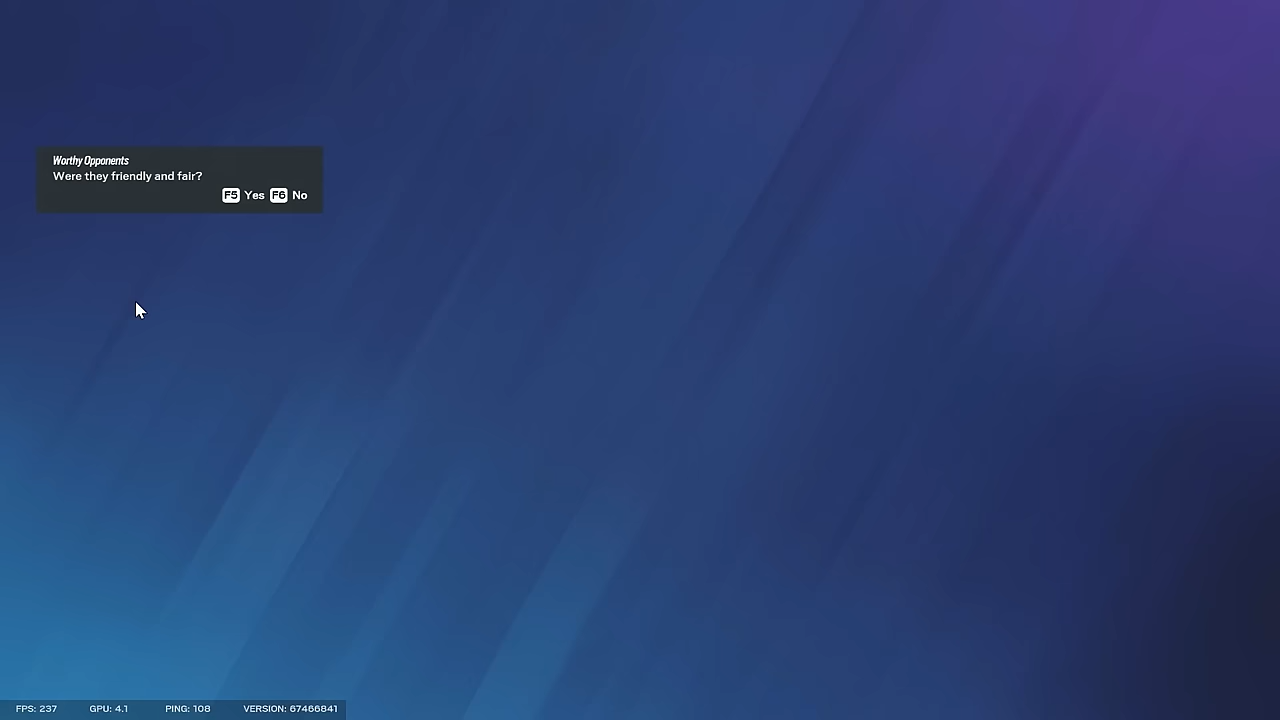 Worthy Opponents
Were they friendly and fair?
F5 Yes F6 No
FPS: 237 GPU: 4.1 PING: 108 VERSION: 67466841